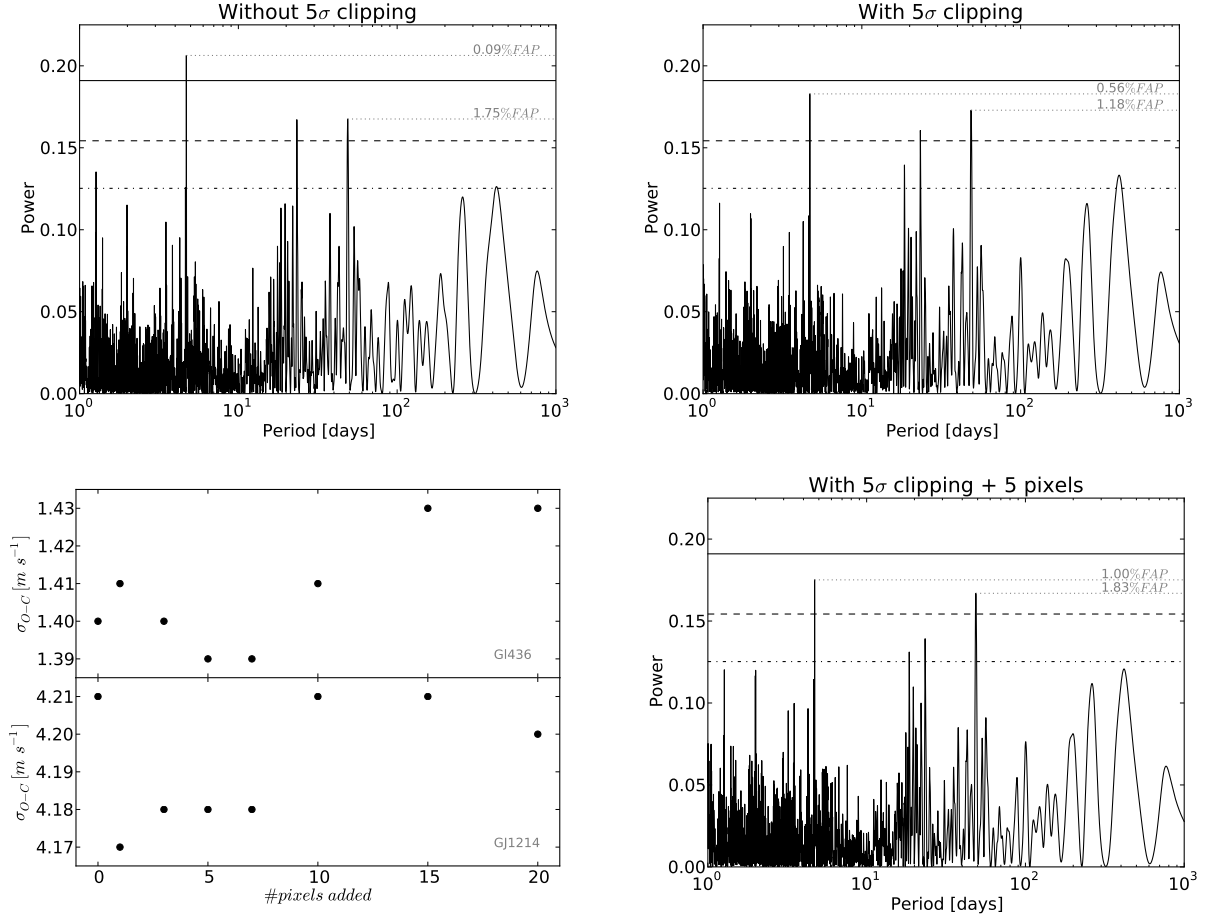 Without 5σ clipping
0.09%FAP
1.75%FAP
0.20
0.15
0.10
0.05
0.00
Power
10^0
10^1
10^2
10^3
Period [days]
With 5σ clipping
0.56%FAP
1.18%FAP
0.20
0.15
0.10
0.05
0.00
Power
10^0
10^1
10^2
10^3
Period [days]
1.43
1.42
1.41
1.40
1.39
σ_{O−C} [m s^{−1}]
Gl436
4.21
4.20
4.19
4.18
4.17
σ_{O−C} [m s^{−1}]
GJ1214
0
5
10
15
20
#pixels added
With 5σ clipping + 5 pixels
1.00%FAP
1.83%FAP
0.20
0.15
0.10
0.05
0.00
Power
10^0
10^1
10^2
10^3
Period [days]